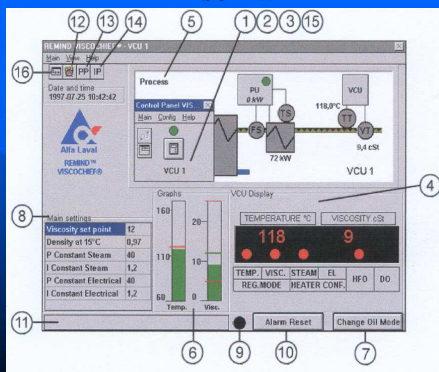 12 13 14 5 1 2 3 15
REMIND VISCOCHIEF® - VCU 1
Main View Help
16
PP IP
Date and time
1997-07-25 10:42:42
Alfa Laval
REMIND™
VISCOCHIEF®
Process
Control Panel VIS
Main Config Help
VCU 1
PU
0 kW
VCU
118,0°C
TS
TT
FS
VT
72 kW
9,4 cSt
VCU 1
4
8
Main settings
Viscosity set point 12
Density at 15°C 0,97
P Constant Steam 40
I Constant Steam 1,2
P Constant Electrical 40
I Constant Electrical 1,2
Graphs
160
110
60
Temp.
20
10
0
Visc.
VCU Display
TEMPERATURE °C VISCOSITY cSt
118 9
TEMP. VISC. STEAM EL HFO DO
REG.MODE HEATER CONF.
11
Alarm Reset Change Oil Mode
6 9 10 7